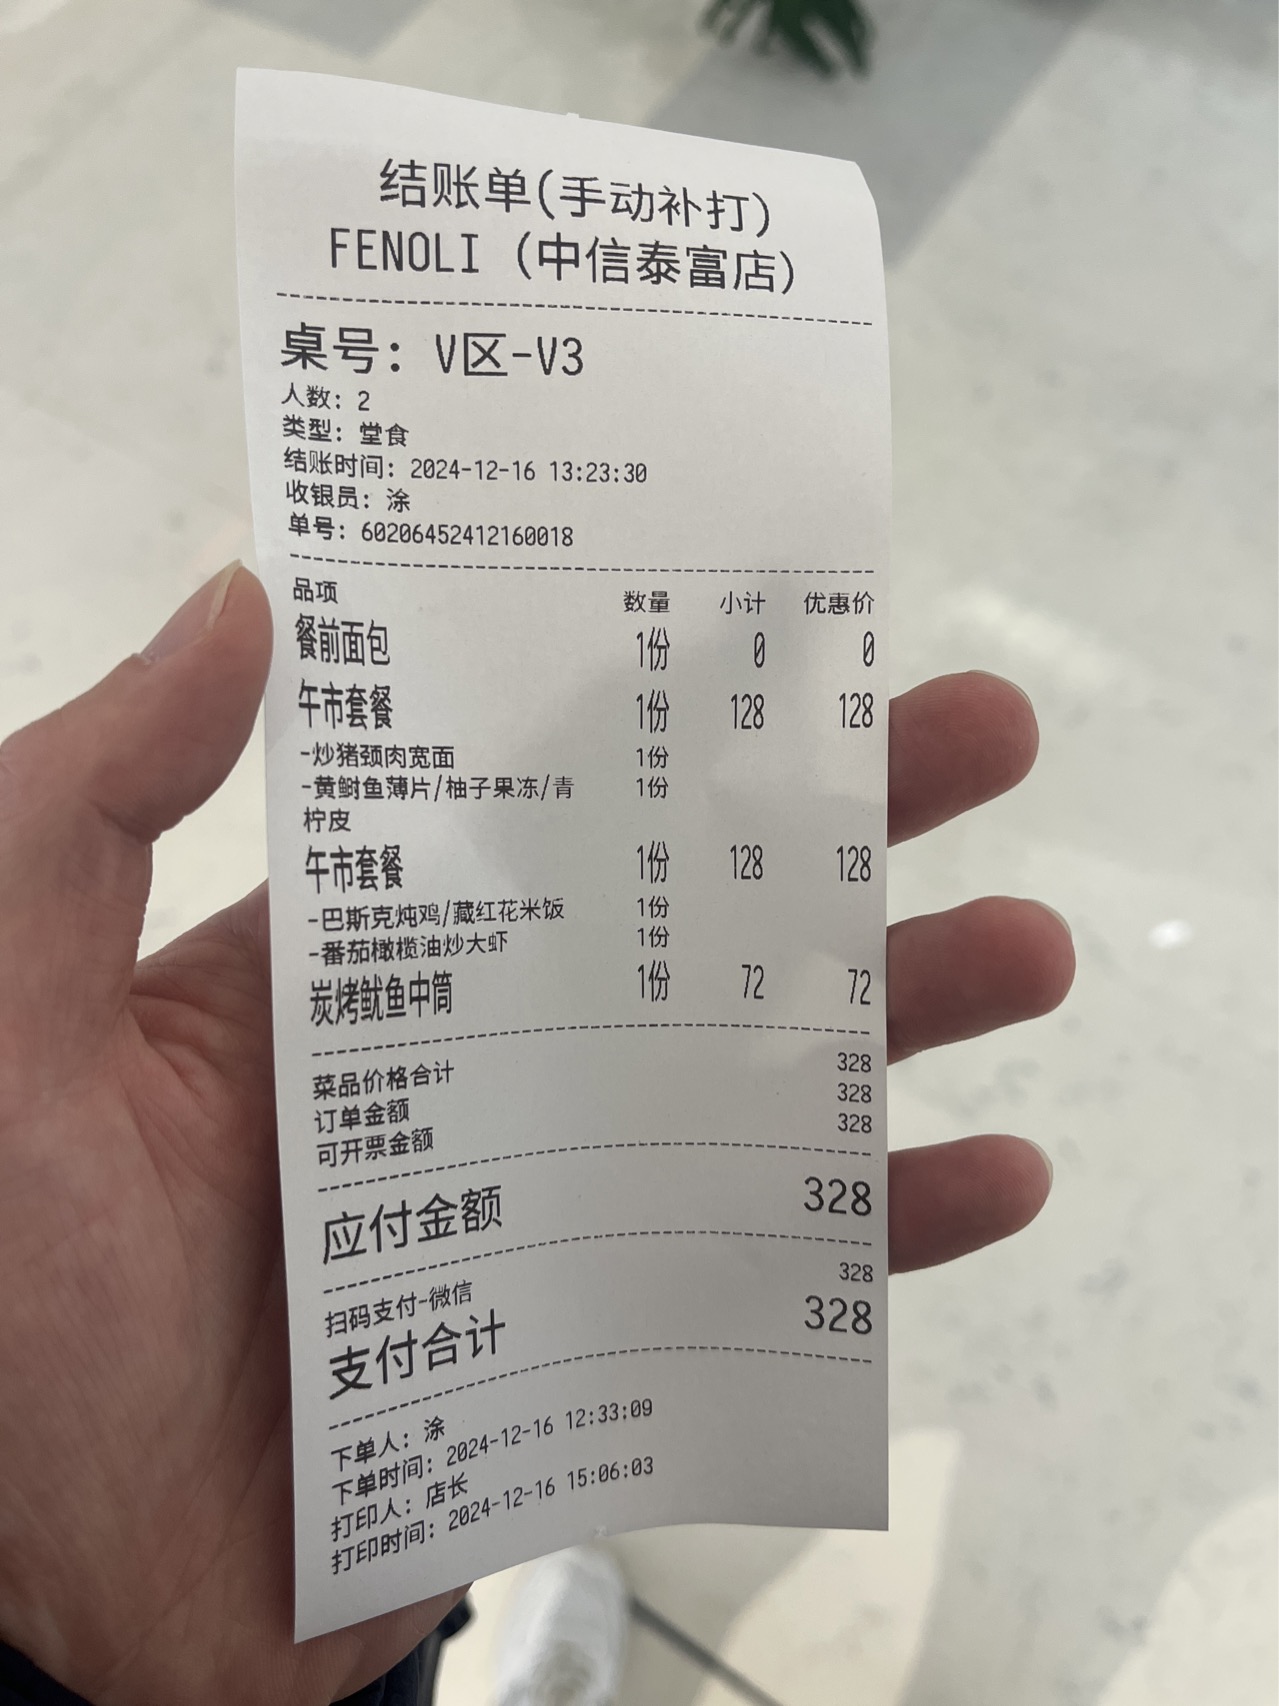 结账单(手动补打)
FENOLI (中信泰富店)
桌号: V区-V3
人数: 2
类型: 堂食
结账时间: 2024-12-16 13:23:30
收银员: 涂
单号: 60206452412160018
品项 数量 小计 优惠价
餐前面包 1份 0 0
午市套餐 1份 128 128
-炒猪颈肉宽面 1份
-黄鲥鱼薄片/柚子果冻/青 1份
柠皮
午市套餐 1份 128 128
-巴斯克炖鸡/藏红花米饭 1份
-番茄橄榄油炒大虾 1份
炭烤鱿鱼中筒 1份 72 72
菜品价格合计 328
订单金额 328
可开票金额 328
应付金额 328
扫码支付-微信 328
支付合计 328
下单人: 涂
下单时间: 2024-12-16 12:33:09
打印人: 店长
打印时间: 2024-12-16 15:06:03